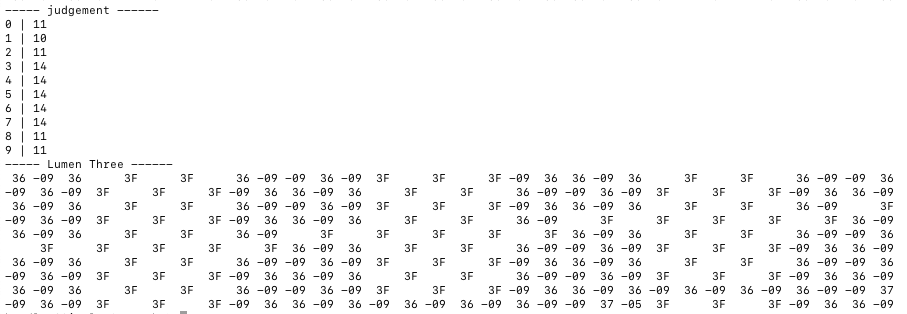 ----- judgement ------
0 | 11
1 | 10
2 | 11
3 | 14
4 | 14
5 | 14
6 | 14
7 | 14
8 | 11
9 | 11
----- Lumen Three ------
36 -09 36 3F 3F 36 -09 -09 36 -09 3F 3F 3F -09 36 36 -09 36 3F 3F 36 -09 -09 36
-09 36 -09 3F 3F 3F -09 36 36 -09 36 3F 3F 36 -09 -09 36 -09 3F 3F 3F -09 36 36 -09
36 -09 36 3F 3F 36 -09 -09 36 -09 3F 3F 3F -09 36 36 -09 36 3F 3F 36 -09 3F
-09 36 -09 3F 3F 3F -09 36 36 -09 36 3F 3F 36 -09 3F 3F 3F 3F 3F 36 -09
36 -09 36 3F 3F 36 -09 3F 3F 3F 3F 3F 36 -09 36 3F 3F 36 -09 -09 36
3F 3F 3F 3F 3F 36 -09 36 3F 3F 36 -09 -09 36 -09 3F 3F 3F -09 36 36 -09
36 -09 36 3F 3F 36 -09 -09 36 -09 3F 3F 3F -09 36 36 -09 36 3F 3F 36 -09 -09 36
-09 36 -09 3F 3F 3F -09 36 36 -09 36 3F 3F 36 -09 -09 36 -09 3F 3F 3F -09 36 36 -09
36 -09 36 3F 3F 36 -09 -09 36 -09 3F 3F 3F -09 36 36 -09 36 -09 36 -09 36 -09 -09 37
-09 36 -09 3F 3F 3F -09 36 36 -09 36 -09 36 -09 36 -09 -09 37 -05 3F 3F 3F -09 36 36 -09